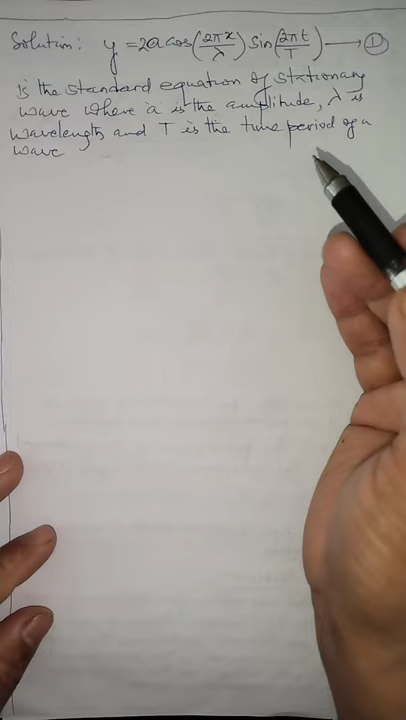 Solution: y = 2a cos(2πx/λ) sin(2πt/T) → ①
is the standard equation of stationary
wave where 'a' is the amplitude, λ is
wavelength and T is the time period of a
wave